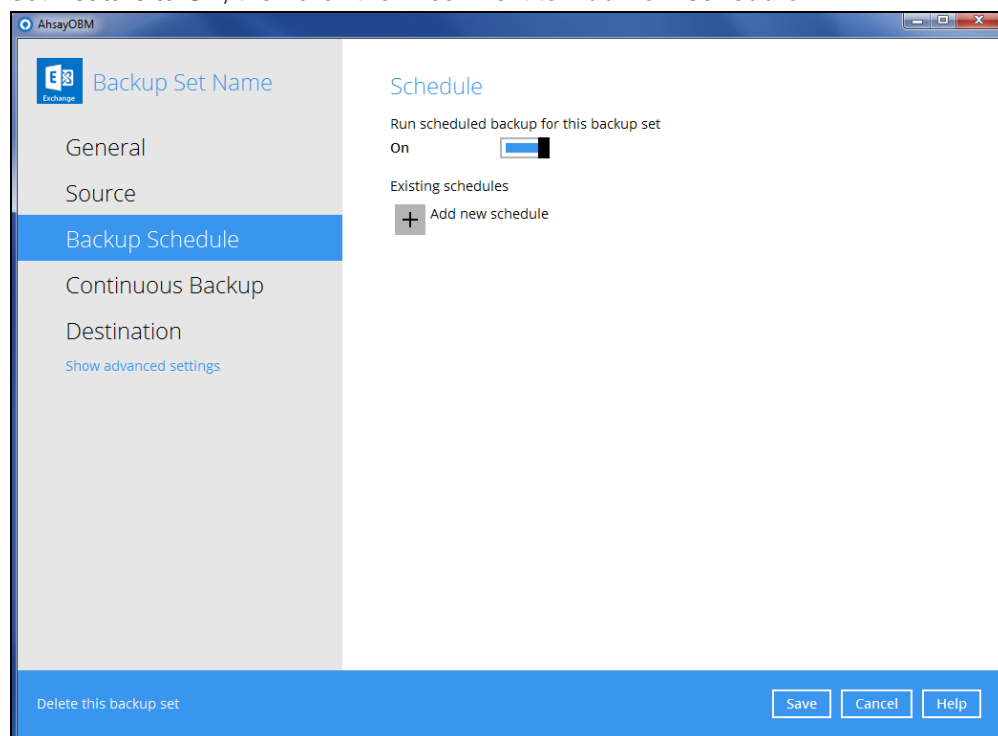 AhsayOBM
E
Exchange
Backup Set Name
General
Source
Backup Schedule
Continuous Backup
Destination
Show advanced settings
Schedule
Run scheduled backup for this backup set
On
Existing schedules
+ Add new schedule
Delete this backup set
Save Cancel Help